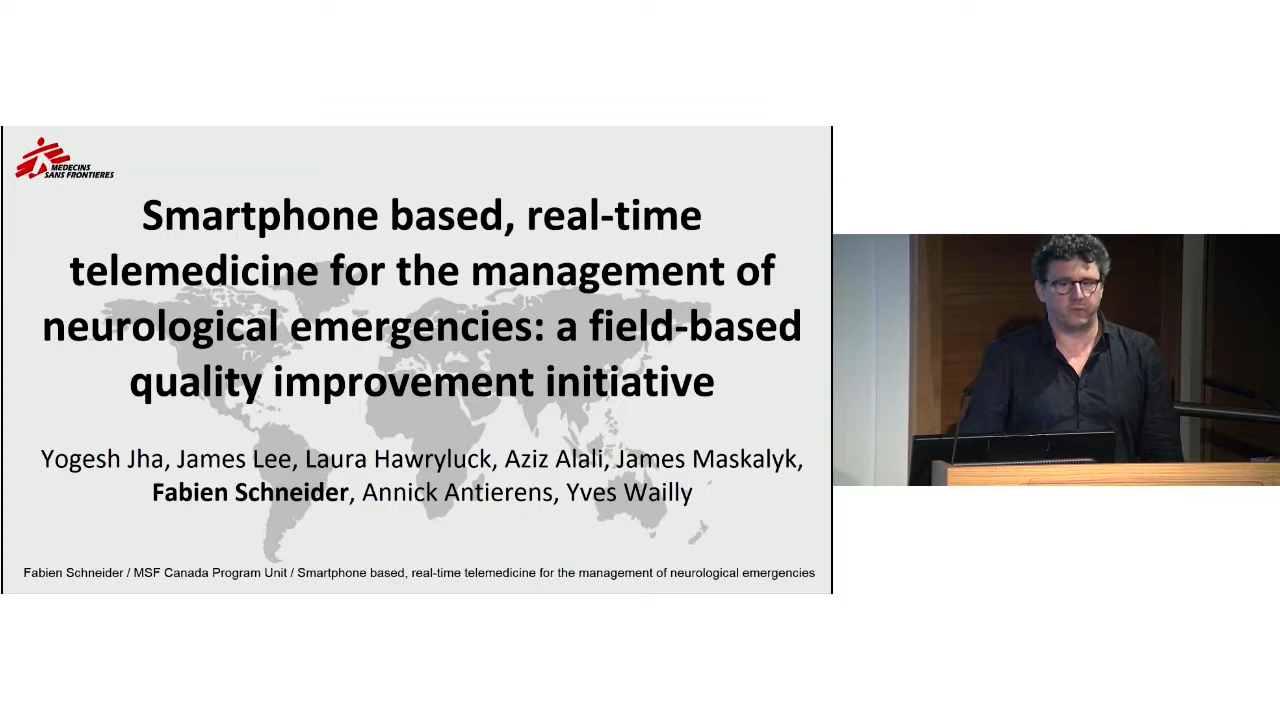 MEDECINS
SANS FRONTIERES
Smartphone based, real-time
telemedicine for the management of
neurological emergencies: a field-based
quality improvement initiative
Yogesh Jha, James Lee, Laura Hawryluck, Aziz Alali, James Maskalyk,
Fabien Schneider, Annick Antierens, Yves Wailly
Fabien Schneider / MSF Canada Program Unit / Smartphone based, real-time telemedicine for the management of neurological emergencies